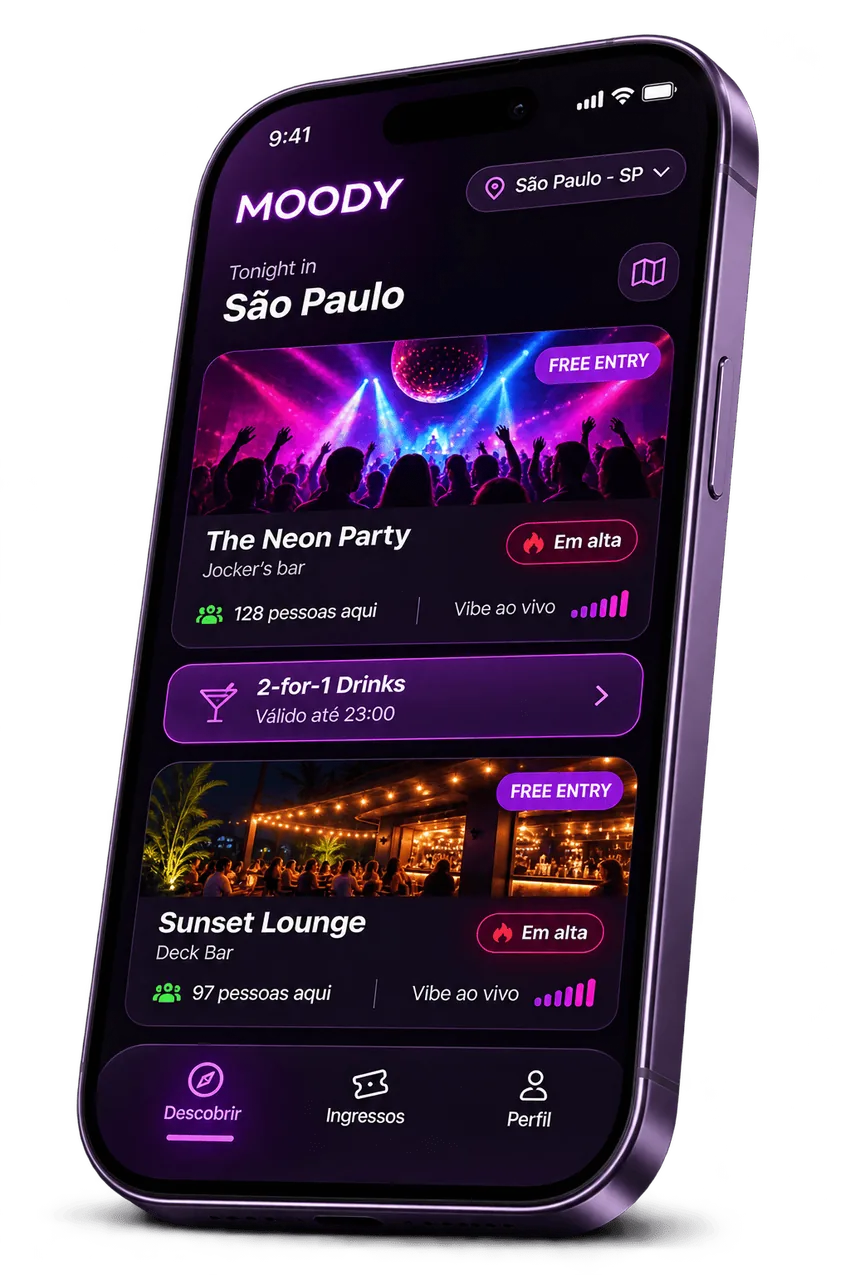 9:41
MOODY
São Paulo - SP
Tonight in
São Paulo
FREE ENTRY
The Neon Party
Em alta
Jocker's bar
128 pessoas aqui
Vibe ao vivo
2-for-1 Drinks
Válido até 23:00
FREE ENTRY
Sunset Lounge
Em alta
Deck Bar
97 pessoas aqui
Vibe ao vivo
Descobrir
Ingressos
Perfil